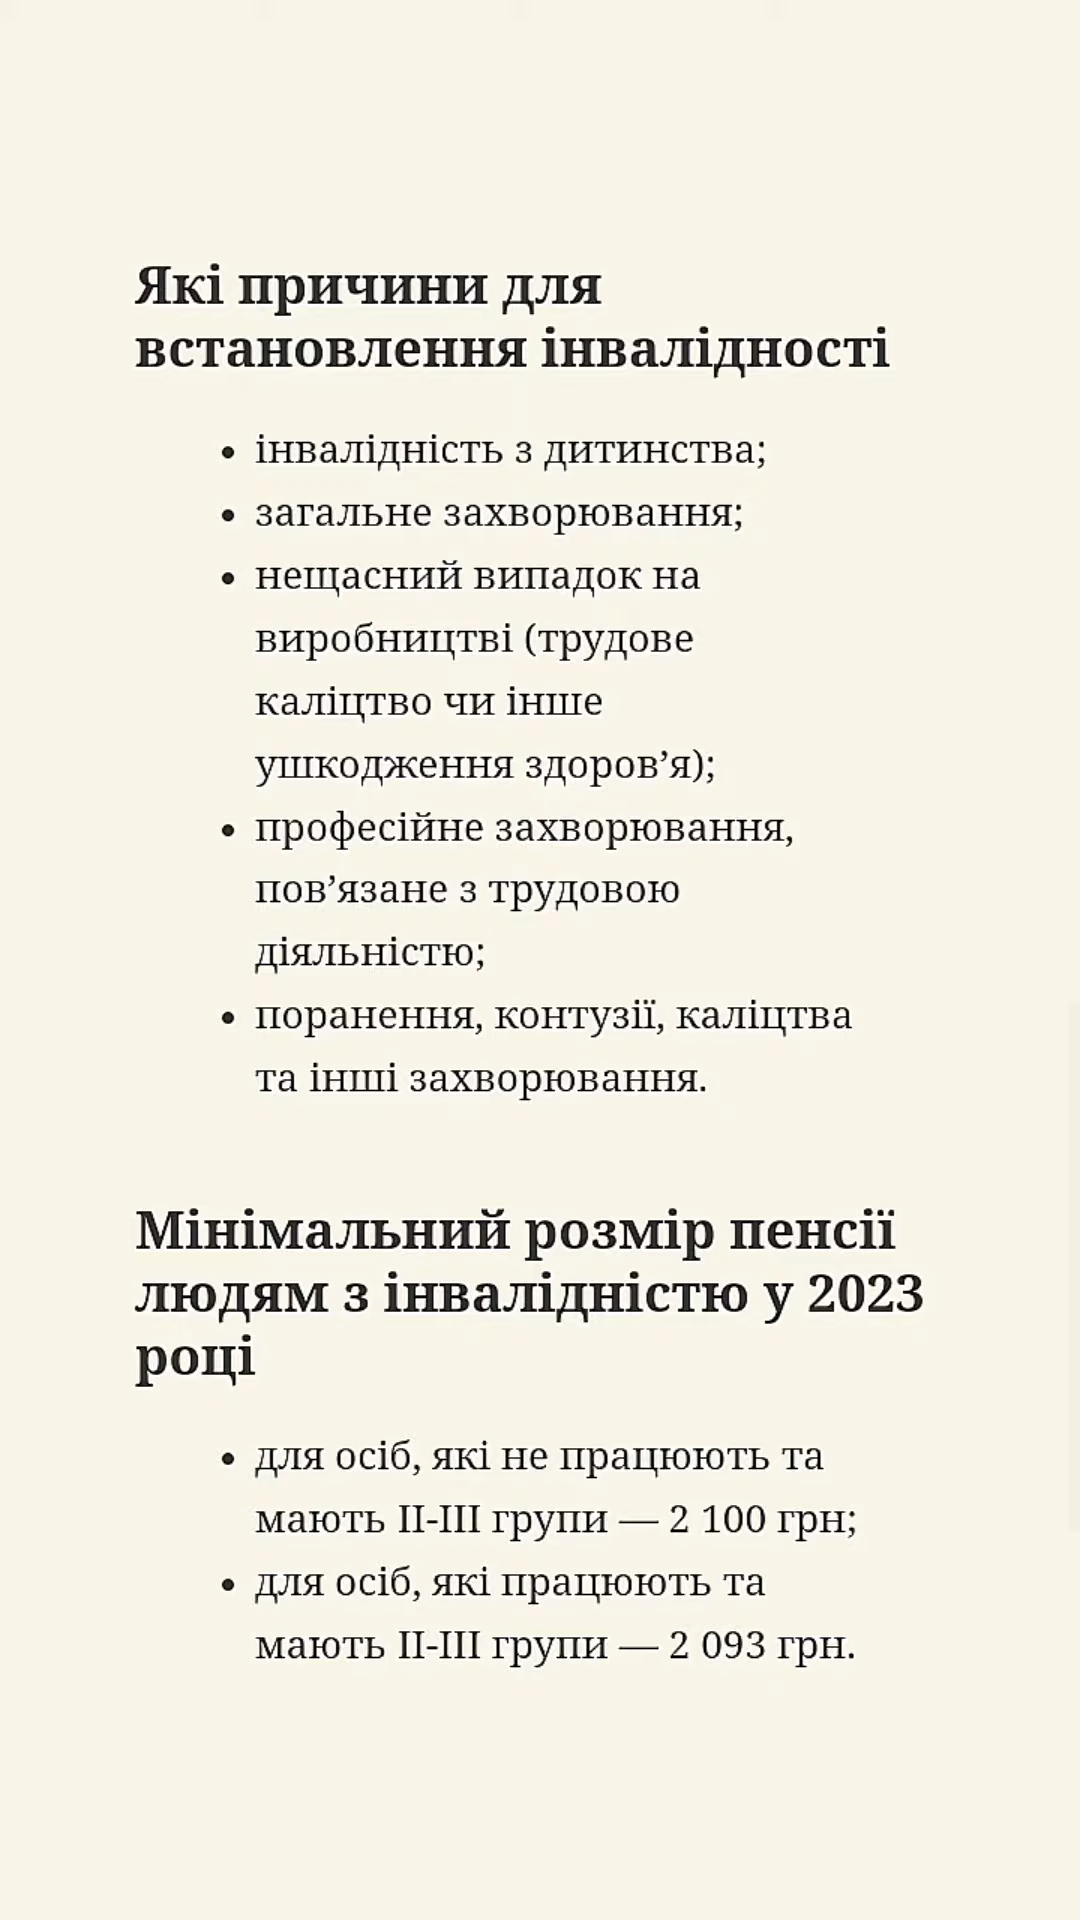 Які причини для
встановлення інвалідності
• інвалідність з дитинства;
• загальне захворювання;
• нещасний випадок на
виробництві (трудове
каліцтво чи інше
ушкодження здоров’я);
• професійне захворювання,
пов’язане з трудовою
діяльністю;
• поранення, контузії, каліцтва
та інші захворювання.
Мінімальний розмір пенсії
людям з інвалідністю у 2023
році
• для осіб, які не працюють та
мають II-III групи — 2 100 грн;
• для осіб, які працюють та
мають II-III групи — 2 093 грн.